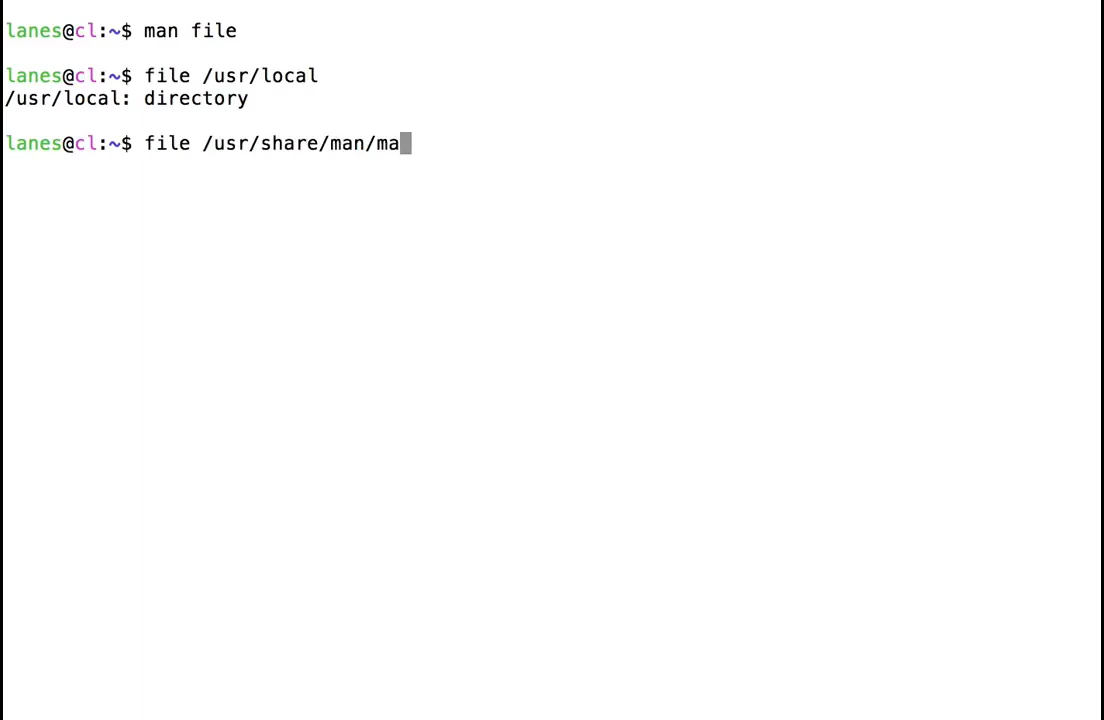 lanes@cl:~$ man file
lanes@cl:~$ file /usr/local
/usr/local: directory
lanes@cl:~$ file /usr/share/man/ma